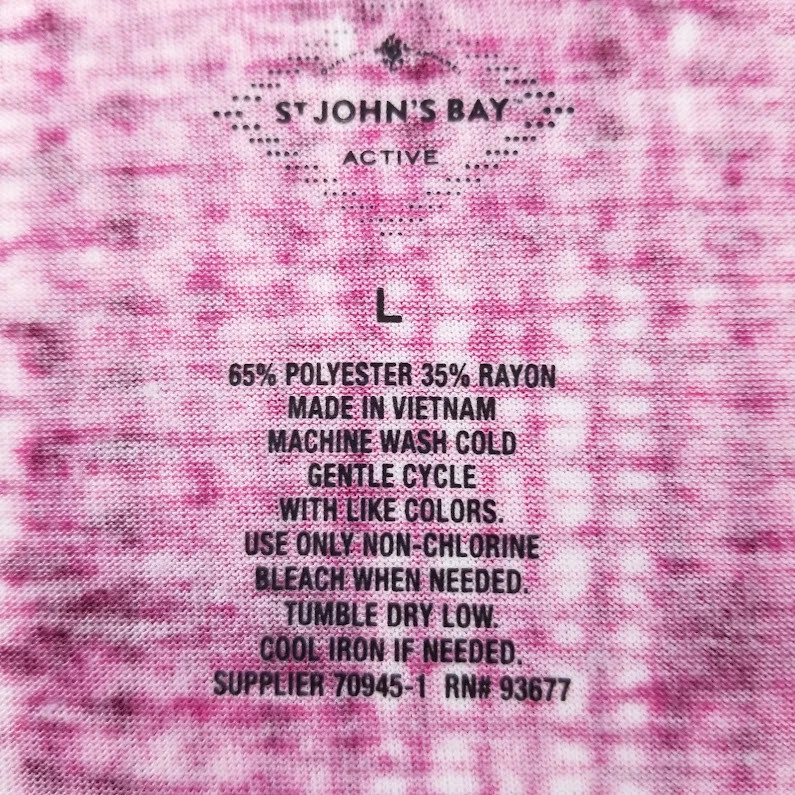 ST JOHN'S BAY™
ACTIVE
L
65% POLYESTER 35% RAYON
MADE IN VIETNAM
MACHINE WASH COLD
GENTLE CYCLE
WITH LIKE COLORS.
USE ONLY NON-CHLORINE
BLEACH WHEN NEEDED.
TUMBLE DRY LOW.
COOL IRON IF NEEDED.
SUPPLIER 70945-1 RN# 93677